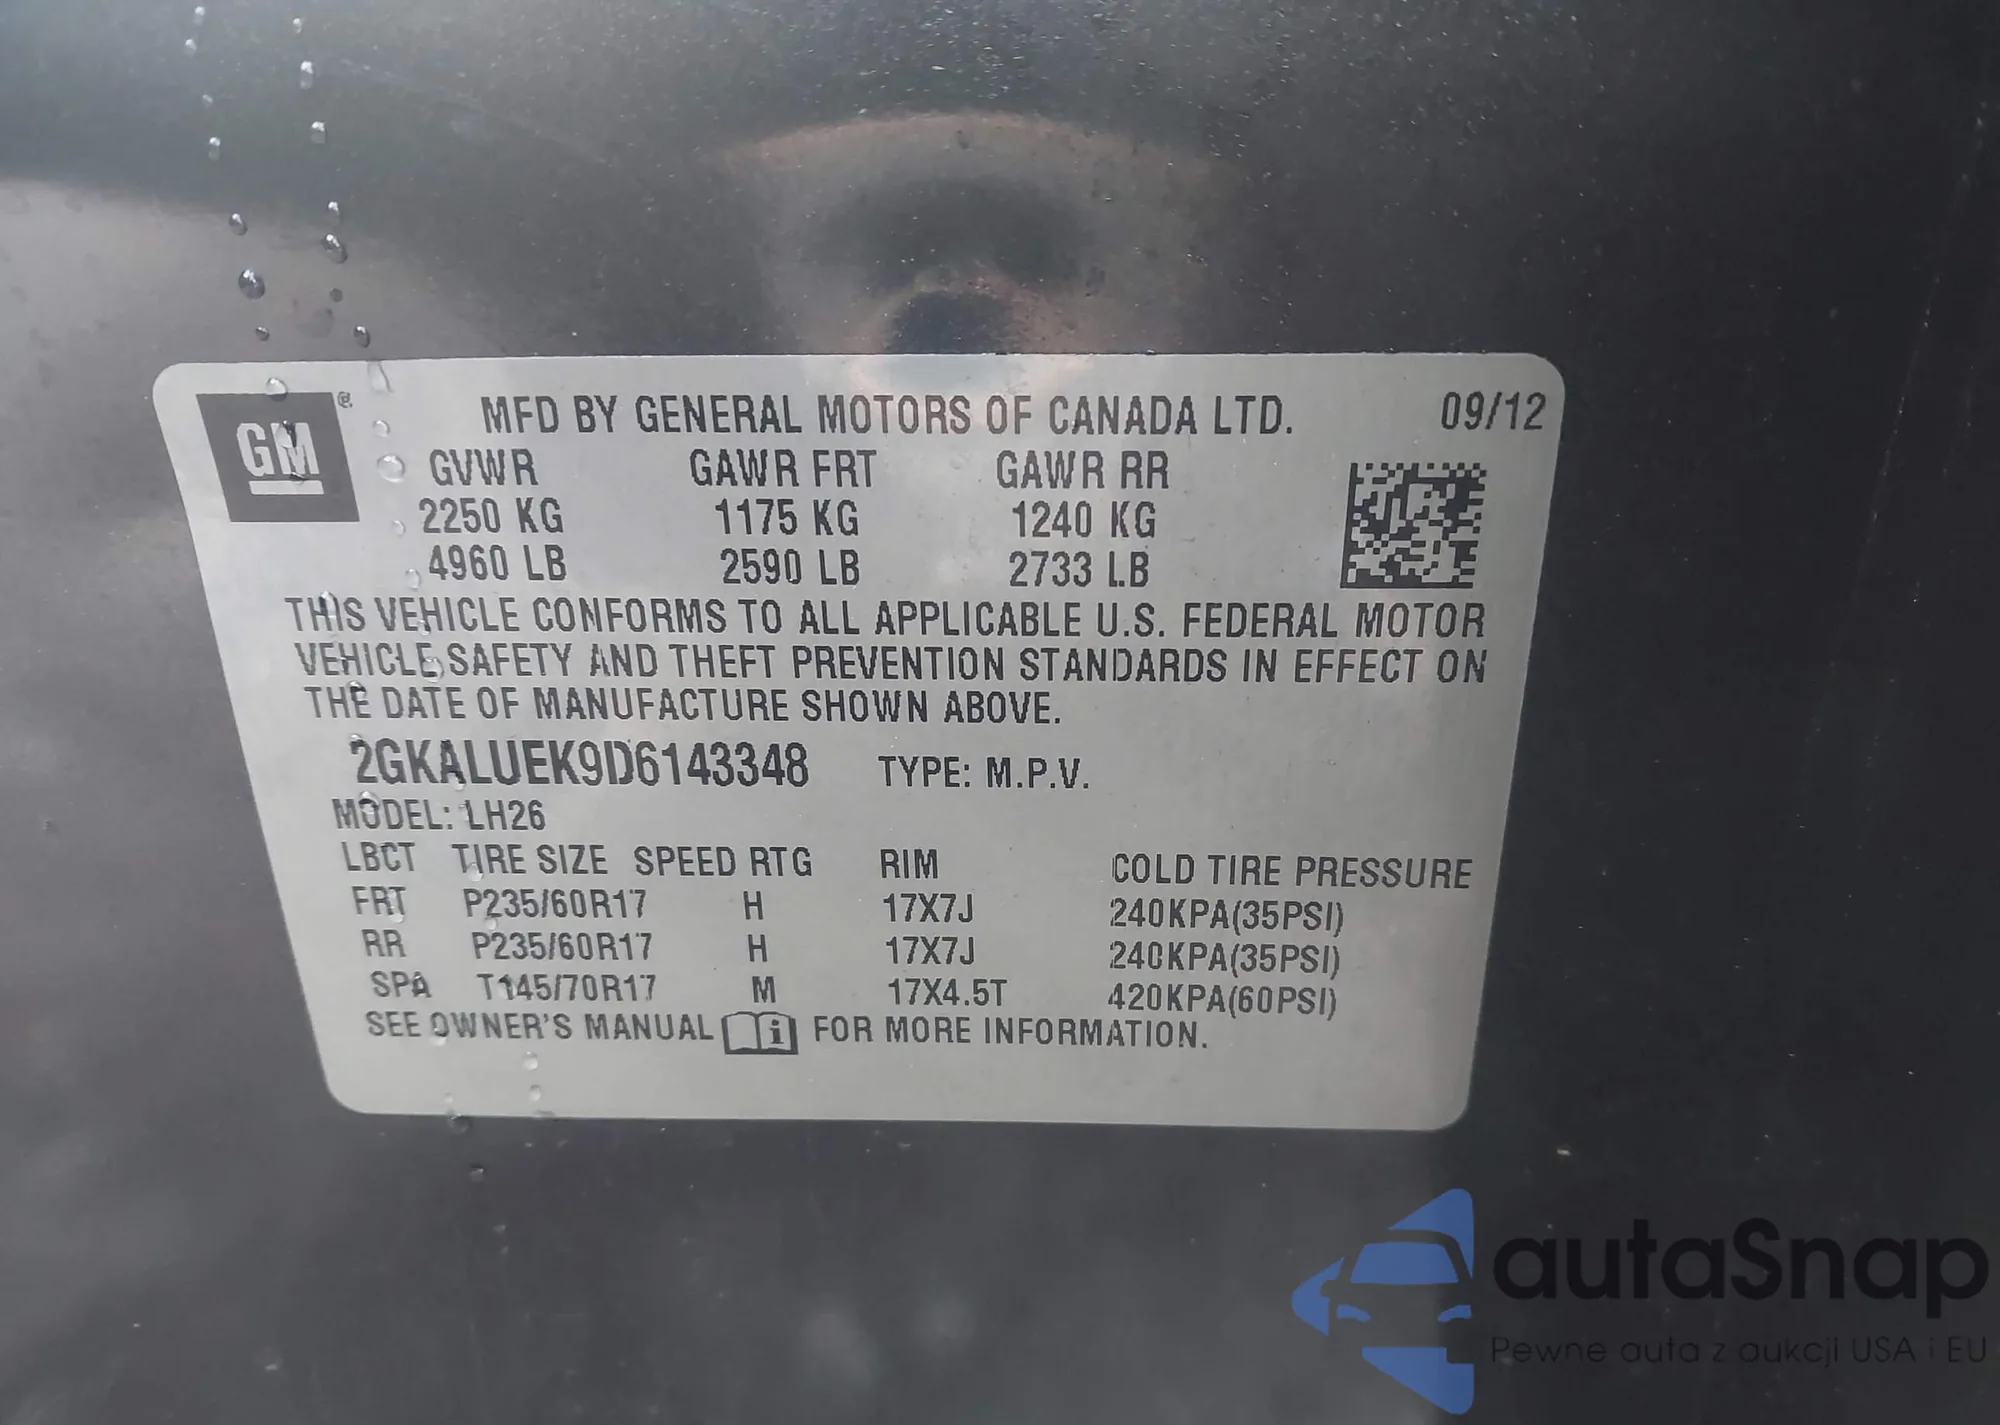 GM ®
MFD BY GENERAL MOTORS OF CANADA LTD. 09/12
GVWR GAWR FRT GAWR RR
2250 KG 1175 KG 1240 KG
4960 LB 2590 LB 2733 LB
THIS VEHICLE CONFORMS TO ALL APPLICABLE U.S. FEDERAL MOTOR
VEHICLE SAFETY AND THEFT PREVENTION STANDARDS IN EFFECT ON
THE DATE OF MANUFACTURE SHOWN ABOVE.
2GKALUEK9D6143348 TYPE: M.P.V.
MODEL: LH26
LBCT TIRE SIZE SPEED RTG RIM COLD TIRE PRESSURE
FRT P235/60R17 H 17X7J 240KPA(35PSI)
RR P235/60R17 H 17X7J 240KPA(35PSI)
SPA T145/70R17 M 17X4.5T 420KPA(60PSI)
SEE OWNER'S MANUAL i FOR MORE INFORMATION.
autaSnap
Pewne auta z aukcji USA i EU